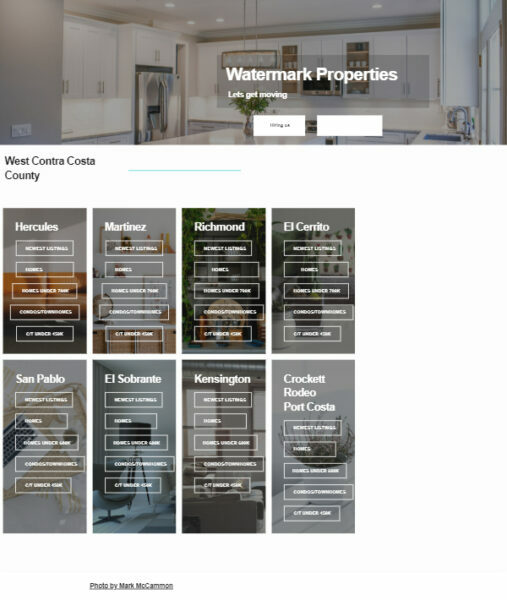 Watermark Properties
Lets get moving
Hiring us
West Contra Costa
County
Hercules
NEWEST LISTINGS
HOMES
HOMES UNDER 700K
CONDOS/TOWNHOMES
C/T UNDER 450K
Martinez
NEWEST LISTINGS
HOMES
HOMES UNDER 700K
CONDOS/TOWNHOMES
C/T UNDER 450K
Richmond
NEWEST LISTINGS
HOMES
HOMES UNDER 700K
CONDOS/TOWNHOMES
C/T UNDER 450K
El Cerrito
NEWEST LISTINGS
HOMES
HOMES UNDER 700K
CONDOS/TOWNHOMES
C/T UNDER 450K
San Pablo
NEWEST LISTINGS
HOMES
HOMES UNDER 600K
CONDOS/TOWNHOMES
C/T UNDER 450K
El Sobrante
NEWEST LISTINGS
HOMES
HOMES UNDER 600K
CONDOS/TOWNHOMES
C/T UNDER 450K
Kensington
NEWEST LISTINGS
HOMES
HOMES UNDER 600K
CONDOS/TOWNHOMES
C/T UNDER 450K
Crockett
Rodeo
Port Costa
NEWEST LISTINGS
HOMES
HOMES UNDER 600K
CONDOS/TOWNHOMES
C/T UNDER 450K
Photo by Mark McCammon